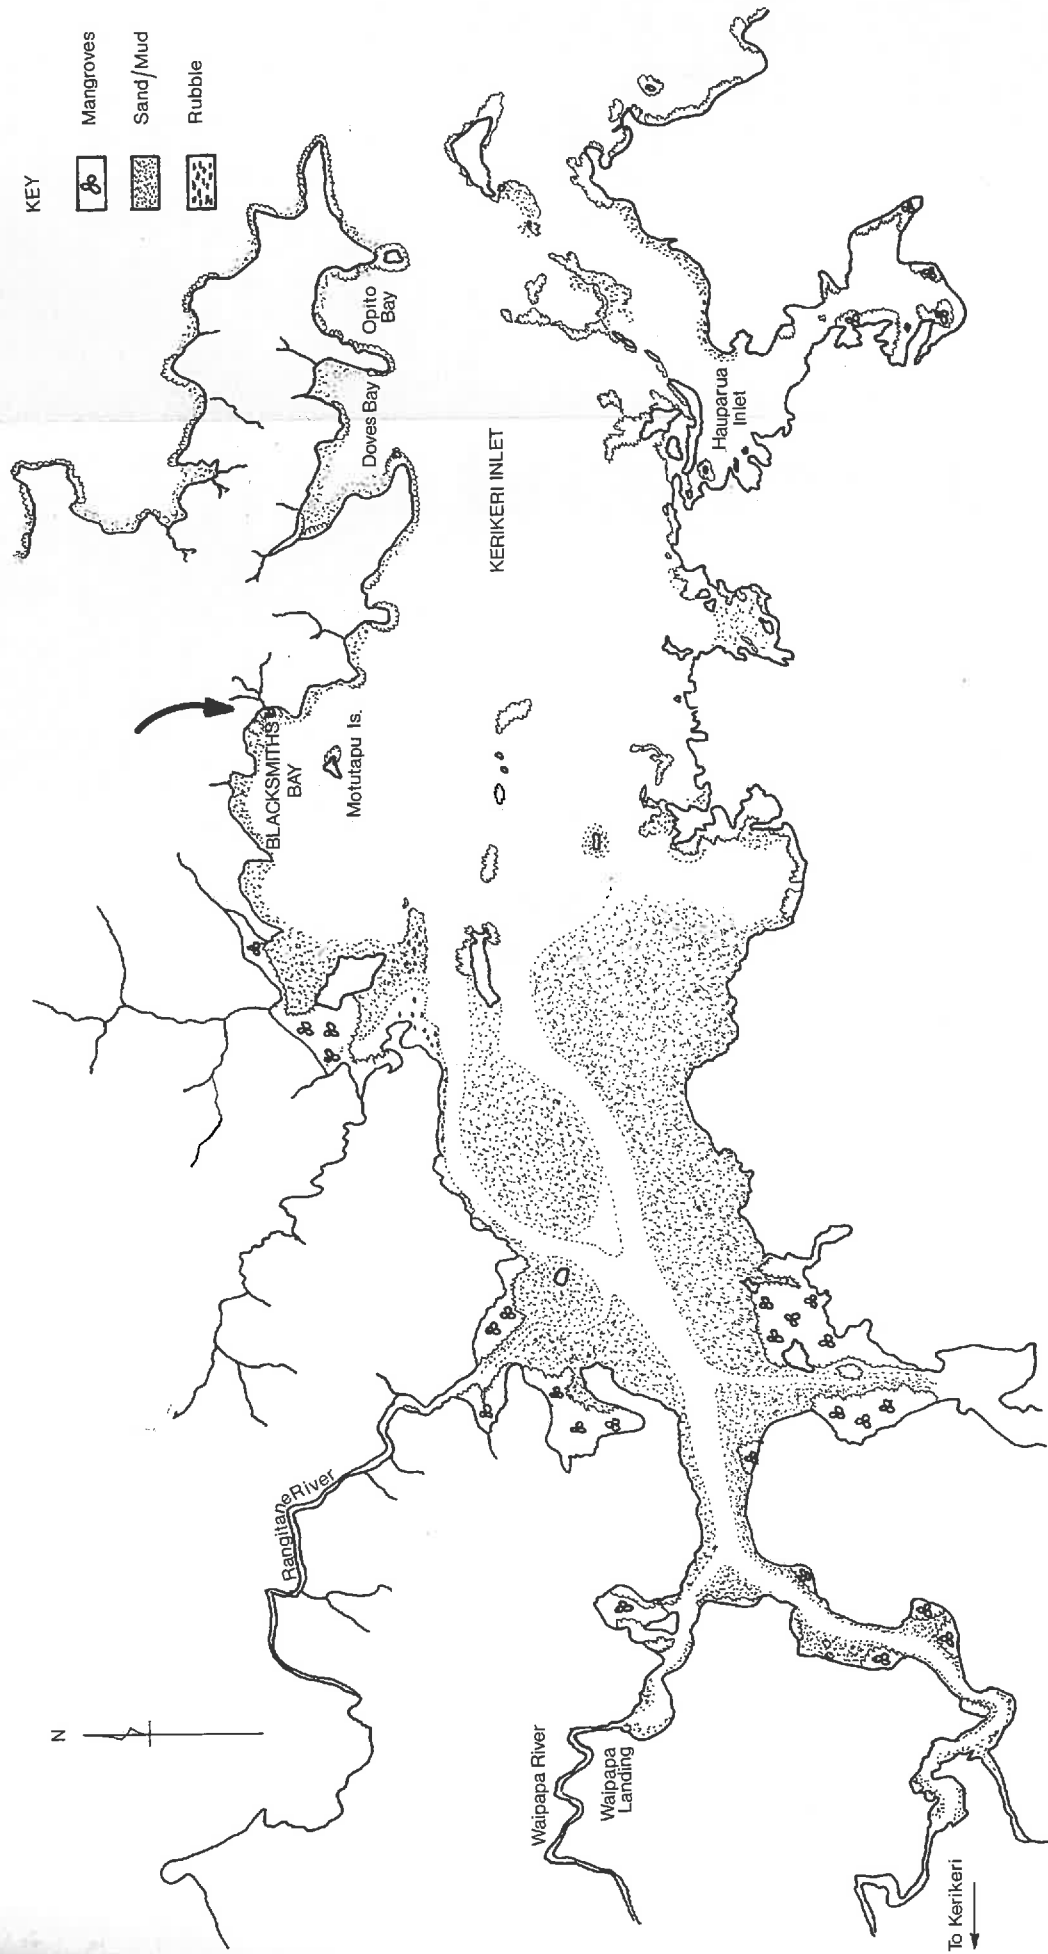 KEY
Mangroves
Sand/Mud
Rubble
N
Opito
Bay
Doves Bay
BLACKSMITHS
BAY
Motutapu Is.
KERIKERI INLET
Hauparua
Inlet
Rangitane River
Waipapa River
Waipapa
Landing
To Kerikeri